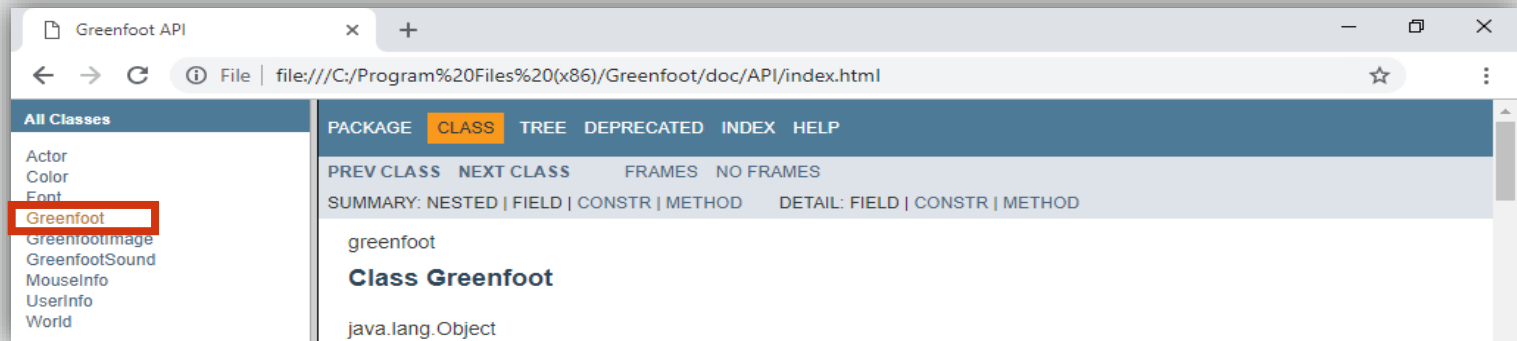 Greenfoot API
File file:///C:/Program%20Files%20(x86)/Greenfoot/doc/API/index.html
All Classes
Actor
Color
Font
Greenfoot
GreenfootImage
GreenfootSound
MouseInfo
UserInfo
World
PACKAGE CLASS TREE DEPRECATED INDEX HELP
PREV CLASS NEXT CLASS FRAMES NO FRAMES
SUMMARY: NESTED | FIELD | CONSTR | METHOD DETAIL: FIELD | CONSTR | METHOD
greenfoot
Class Greenfoot
java.lang.Object